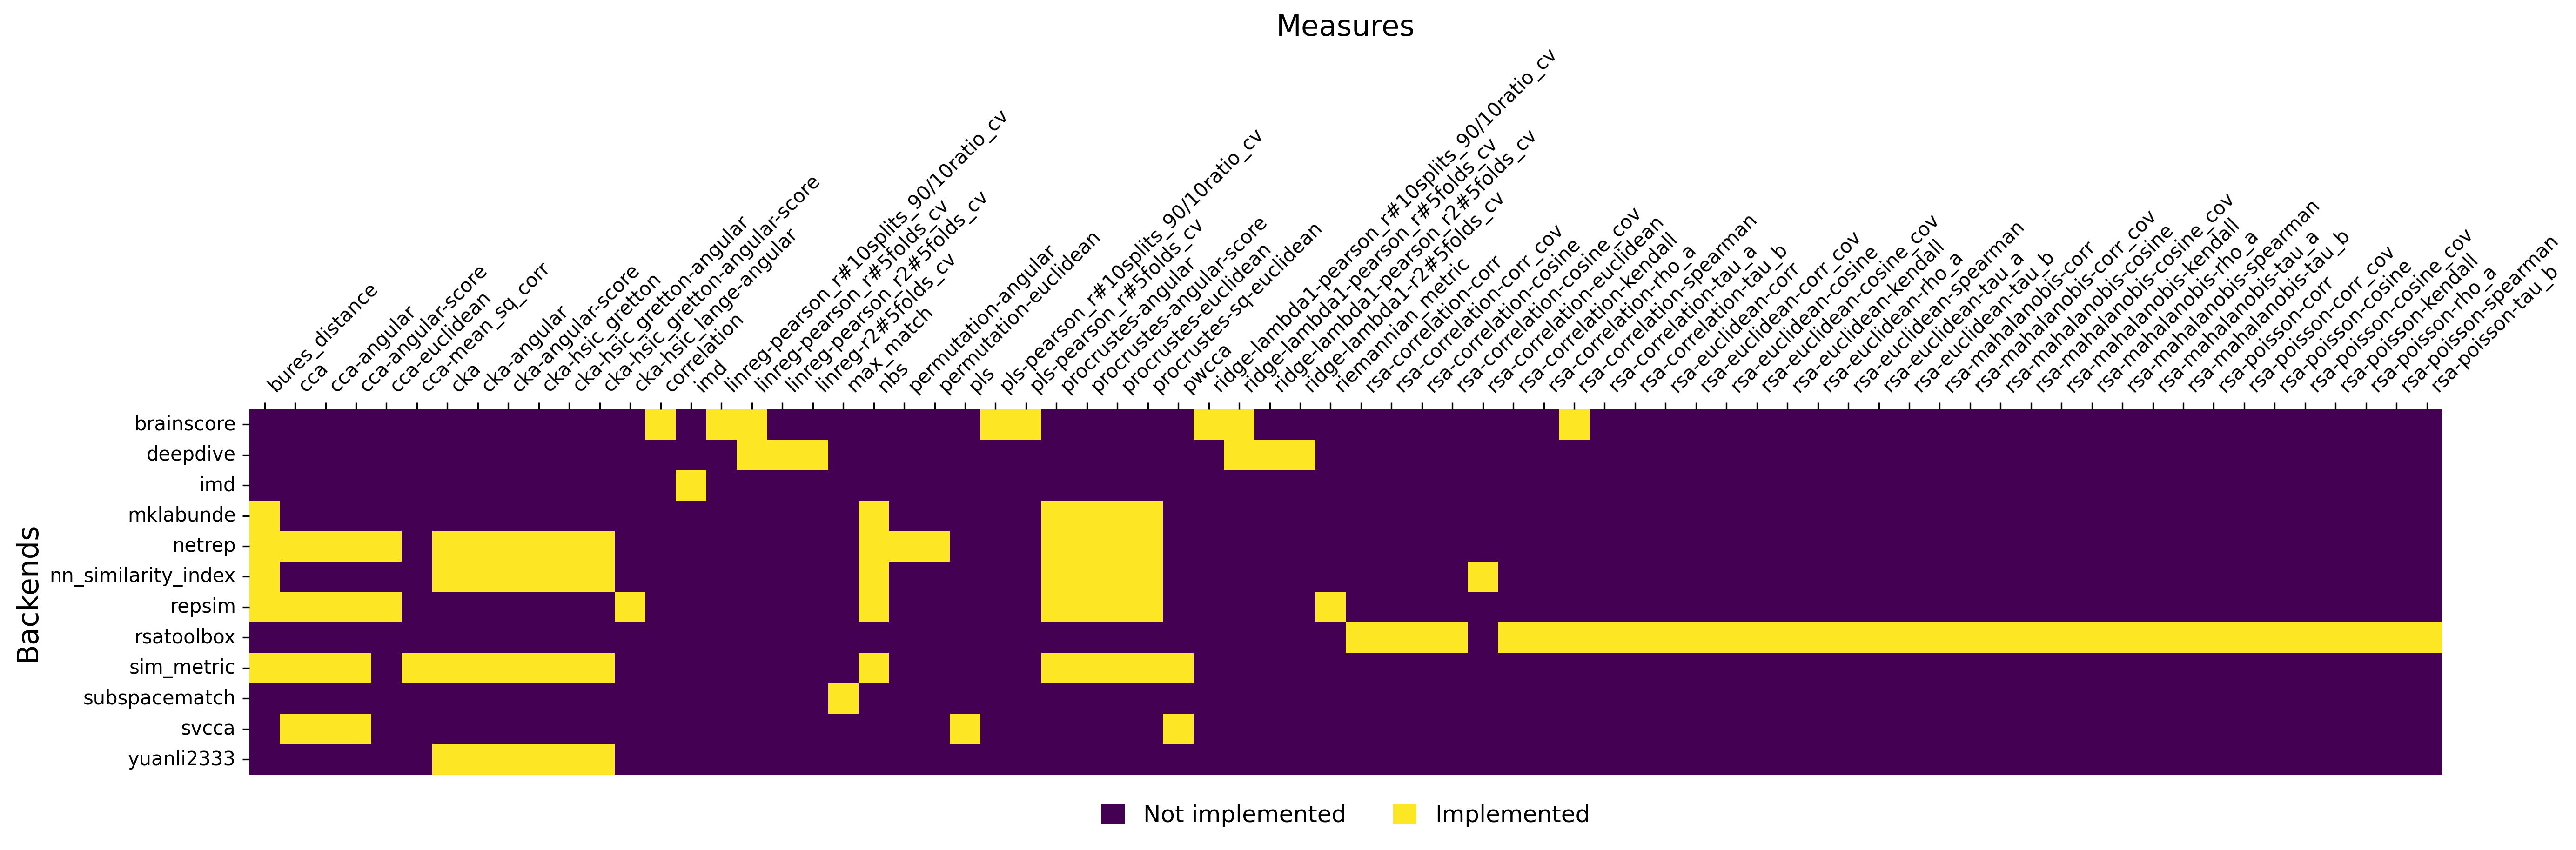 Measures
bures_distance
cca
cca-angular
cca-angular-score
cca-euclidean
cca-mean_sq_corr
cka
cka-angular
cka-angular-score
cka-hsic_gretton
cka-hsic_gretton-angular
cka-hsic_gretton-angular-score
cka-hsic_lange-angular
correlation
imd
linreg-pearson_r#10splits_90/10ratio_cv
linreg-pearson_r#5folds_cv
linreg-pearson_r2#5folds_cv
linreg-r2#5folds_cv
max_match
nbs
permutation-angular
permutation-euclidean
pls
pls-pearson_r#10splits_90/10ratio_cv
pls-pearson_r#5folds_cv
procrustes-angular
procrustes-angular-score
procrustes-euclidean
procrustes-sq-euclidean
pwcca
ridge-lambda1-pearson_r#10splits_90/10ratio_cv
ridge-lambda1-pearson_r#5folds_cv
ridge-lambda1-pearson_r2#5folds_cv
ridge-lambda1-r2#5folds_cv
riemannian_metric
rsa-correlation-corr
rsa-correlation-corr_cov
rsa-correlation-cosine
rsa-correlation-cosine_cov
rsa-correlation-euclidean
rsa-correlation-kendall
rsa-correlation-rho_a
rsa-correlation-spearman
rsa-correlation-tau_a
rsa-correlation-tau_b
rsa-euclidean-corr
rsa-euclidean-corr_cov
rsa-euclidean-cosine
rsa-euclidean-cosine_cov
rsa-euclidean-kendall
rsa-euclidean-rho_a
rsa-euclidean-spearman
rsa-euclidean-tau_a
rsa-euclidean-tau_b
rsa-mahalanobis-corr
rsa-mahalanobis-corr_cov
rsa-mahalanobis-cosine
rsa-mahalanobis-cosine_cov
rsa-mahalanobis-kendall
rsa-mahalanobis-rho_a
rsa-mahalanobis-spearman
rsa-mahalanobis-tau_a
rsa-mahalanobis-tau_b
rsa-poisson-corr
rsa-poisson-corr_cov
rsa-poisson-cosine
rsa-poisson-cosine_cov
rsa-poisson-kendall
rsa-poisson-rho_a
rsa-poisson-spearman
rsa-poisson-tau_b
Backends
brainscore
deepdive
imd
mklabunde
netrep
nn_similarity_index
repsim
rsatoolbox
sim_metric
subspacematch
svcca
yuanli2333
Not implemented
Implemented